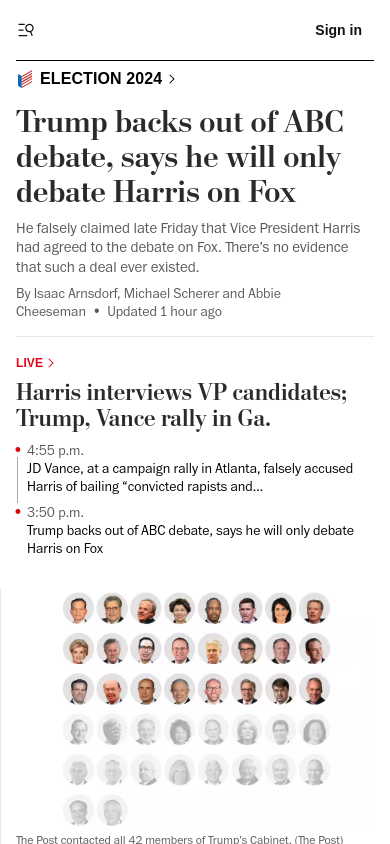 Sign in
ELECTION 2024
Trump backs out of ABC
debate, says he will only
debate Harris on Fox
He falsely claimed late Friday that Vice President Harris
had agreed to the debate on Fox. There's no evidence
that such a deal ever existed.
By Isaac Arnsdorf, Michael Scherer and Abbie
Cheeseman • Updated 1 hour ago
LIVE
Harris interviews VP candidates;
Trump, Vance rally in Ga.
4:55 p.m.
JD Vance, at a campaign rally in Atlanta, falsely accused
Harris of bailing “convicted rapists and...
3:50 p.m.
Trump backs out of ABC debate, says he will only debate
Harris on Fox
The Post contacted all 42 members of Trump's Cabinet. (The Post)